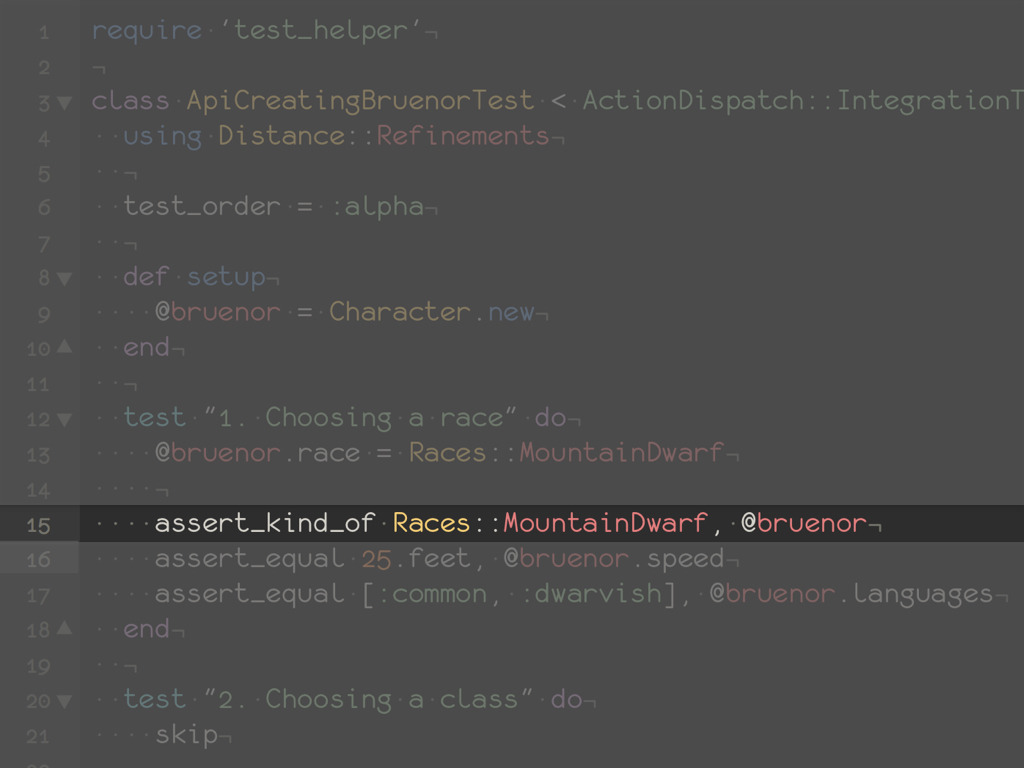 1 require 'test_helper'¬
2 ¬
3 ▼ class ApiCreatingBruenorTest < ActionDispatch::IntegrationT
4 using Distance::Refinements¬
5 ¬
6 test_order = :alpha¬
7 ¬
8 ▼ def setup¬
9 @bruenor = Character.new¬
10 ▲ end¬
11 ¬
12 ▼ test "1. Choosing a race" do¬
13 @bruenor.race = Races::MountainDwarf¬
14 ¬
15 assert_kind_of Races::MountainDwarf, @bruenor¬
16 assert_equal 25.feet, @bruenor.speed¬
17 assert_equal [:common, :dwarvish], @bruenor.languages¬
18 ▲ end¬
19 ¬
20 ▼ test "2. Choosing a class" do¬
21 skip¬